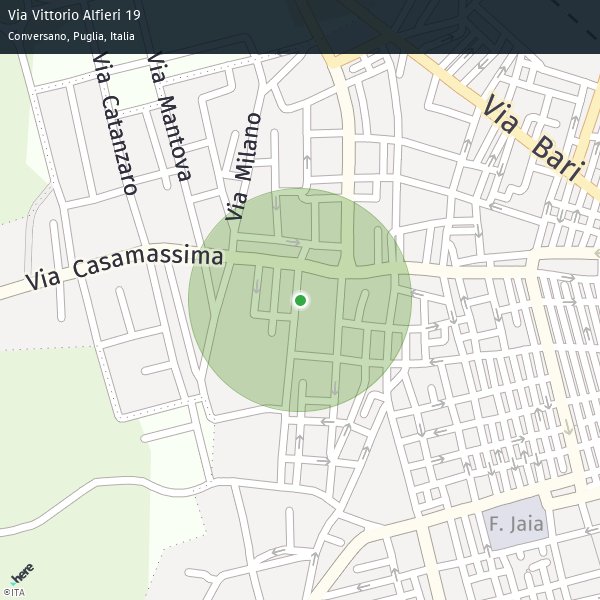 Via Vittorio Alfieri 19
Conversano, Puglia, Italia
Via Catanzaro
Via Mantova
Via Milano
Via Bari
Via Casamassima
F. Jaia
here
©ITA